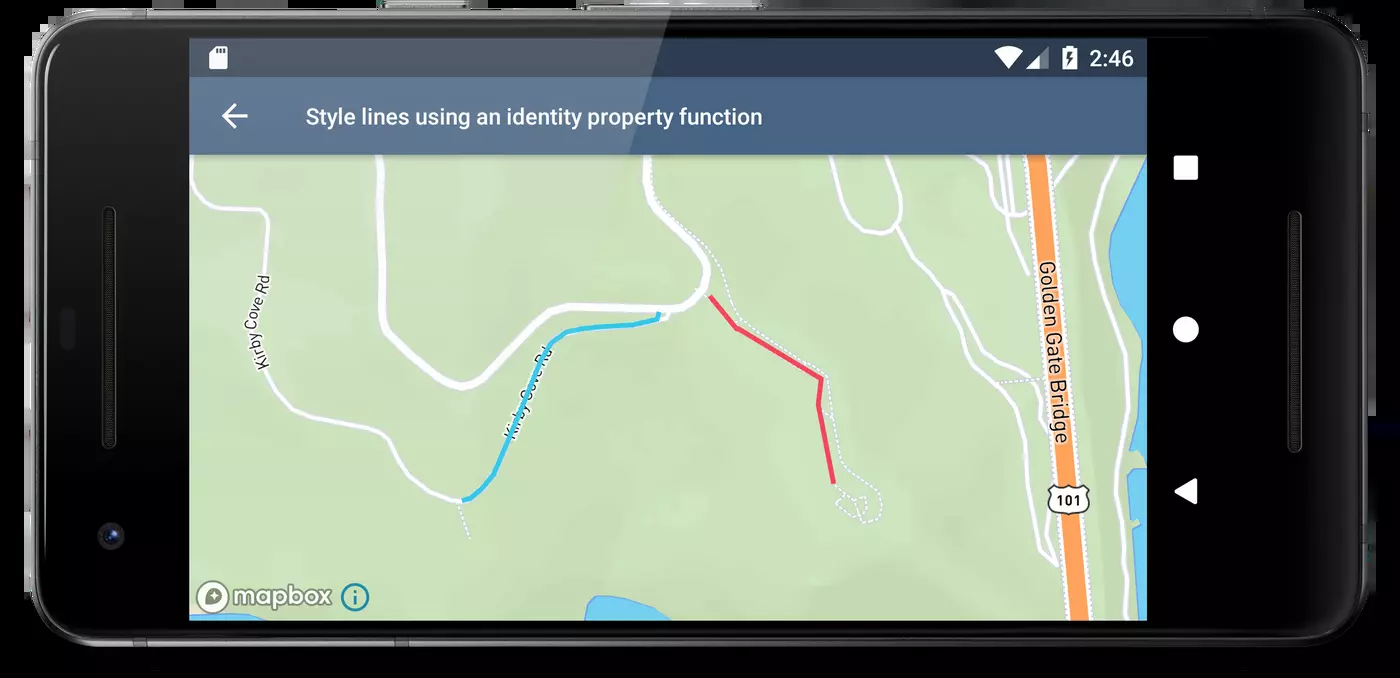 2:46
Style lines using an identity property function
Kirby Cove Rd
Kirby Cove Rd
Golden Gate Bridge
101
mapbox